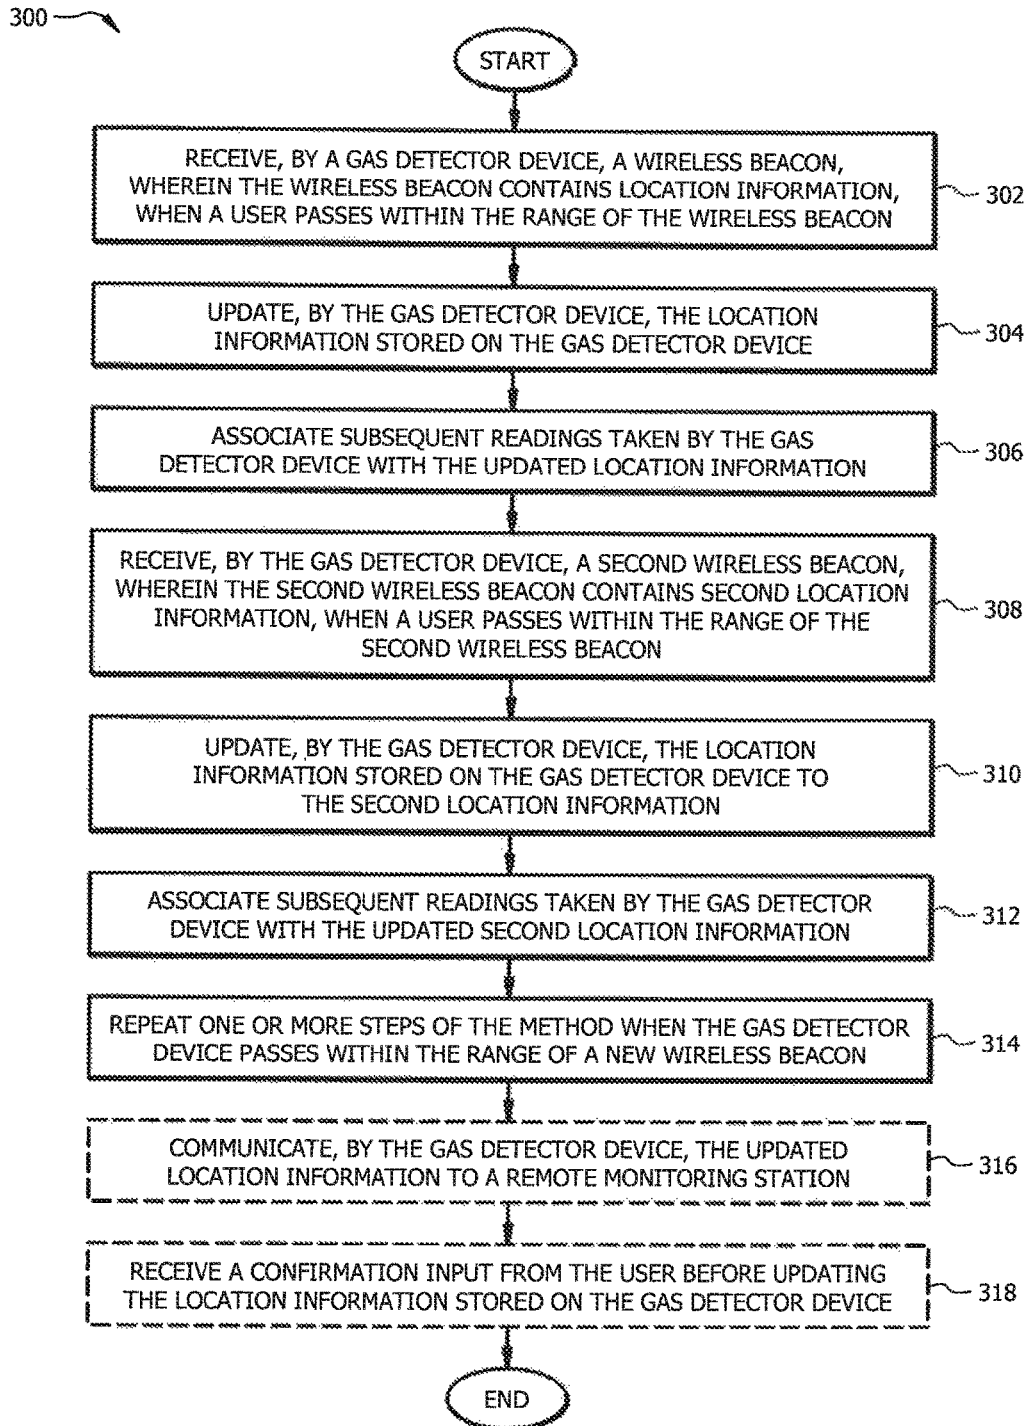 300
START
RECEIVE, BY A GAS DETECTOR DEVICE, A WIRELESS BEACON,
WHEREIN THE WIRELESS BEACON CONTAINS LOCATION INFORMATION,
WHEN A USER PASSES WITHIN THE RANGE OF THE WIRELESS BEACON
302
UPDATE, BY THE GAS DETECTOR DEVICE, THE LOCATION
INFORMATION STORED ON THE GAS DETECTOR DEVICE
304
ASSOCIATE SUBSEQUENT READINGS TAKEN BY THE GAS
DETECTOR DEVICE WITH THE UPDATED LOCATION INFORMATION
306
RECEIVE, BY THE GAS DETECTOR DEVICE, A SECOND WIRELESS BEACON,
WHEREIN THE SECOND WIRELESS BEACON CONTAINS SECOND LOCATION
INFORMATION, WHEN A USER PASSES WITHIN THE RANGE OF THE
SECOND WIRELESS BEACON
308
UPDATE, BY THE GAS DETECTOR DEVICE, THE LOCATION
INFORMATION STORED ON THE GAS DETECTOR DEVICE TO
THE SECOND LOCATION INFORMATION
310
ASSOCIATE SUBSEQUENT READINGS TAKEN BY THE GAS DETECTOR
DEVICE WITH THE UPDATED SECOND LOCATION INFORMATION
312
REPEAT ONE OR MORE STEPS OF THE METHOD WHEN THE GAS DETECTOR
DEVICE PASSES WITHIN THE RANGE OF A NEW WIRELESS BEACON
314
COMMUNICATE, BY THE GAS DETECTOR DEVICE, THE UPDATED
LOCATION INFORMATION TO A REMOTE MONITORING STATION
316
RECEIVE A CONFIRMATION INPUT FROM THE USER BEFORE UPDATING
THE LOCATION INFORMATION STORED ON THE GAS DETECTOR DEVICE
318
END